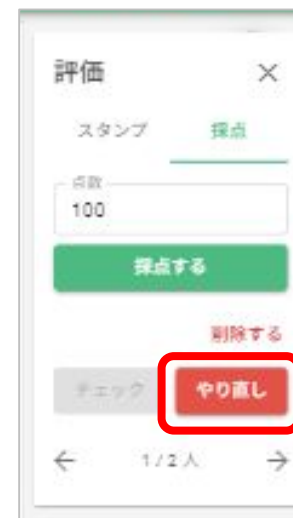 評価 ×
スタンプ 採点
点数
100
採点する
削除する
チェック やり直し
← 1/2人 →